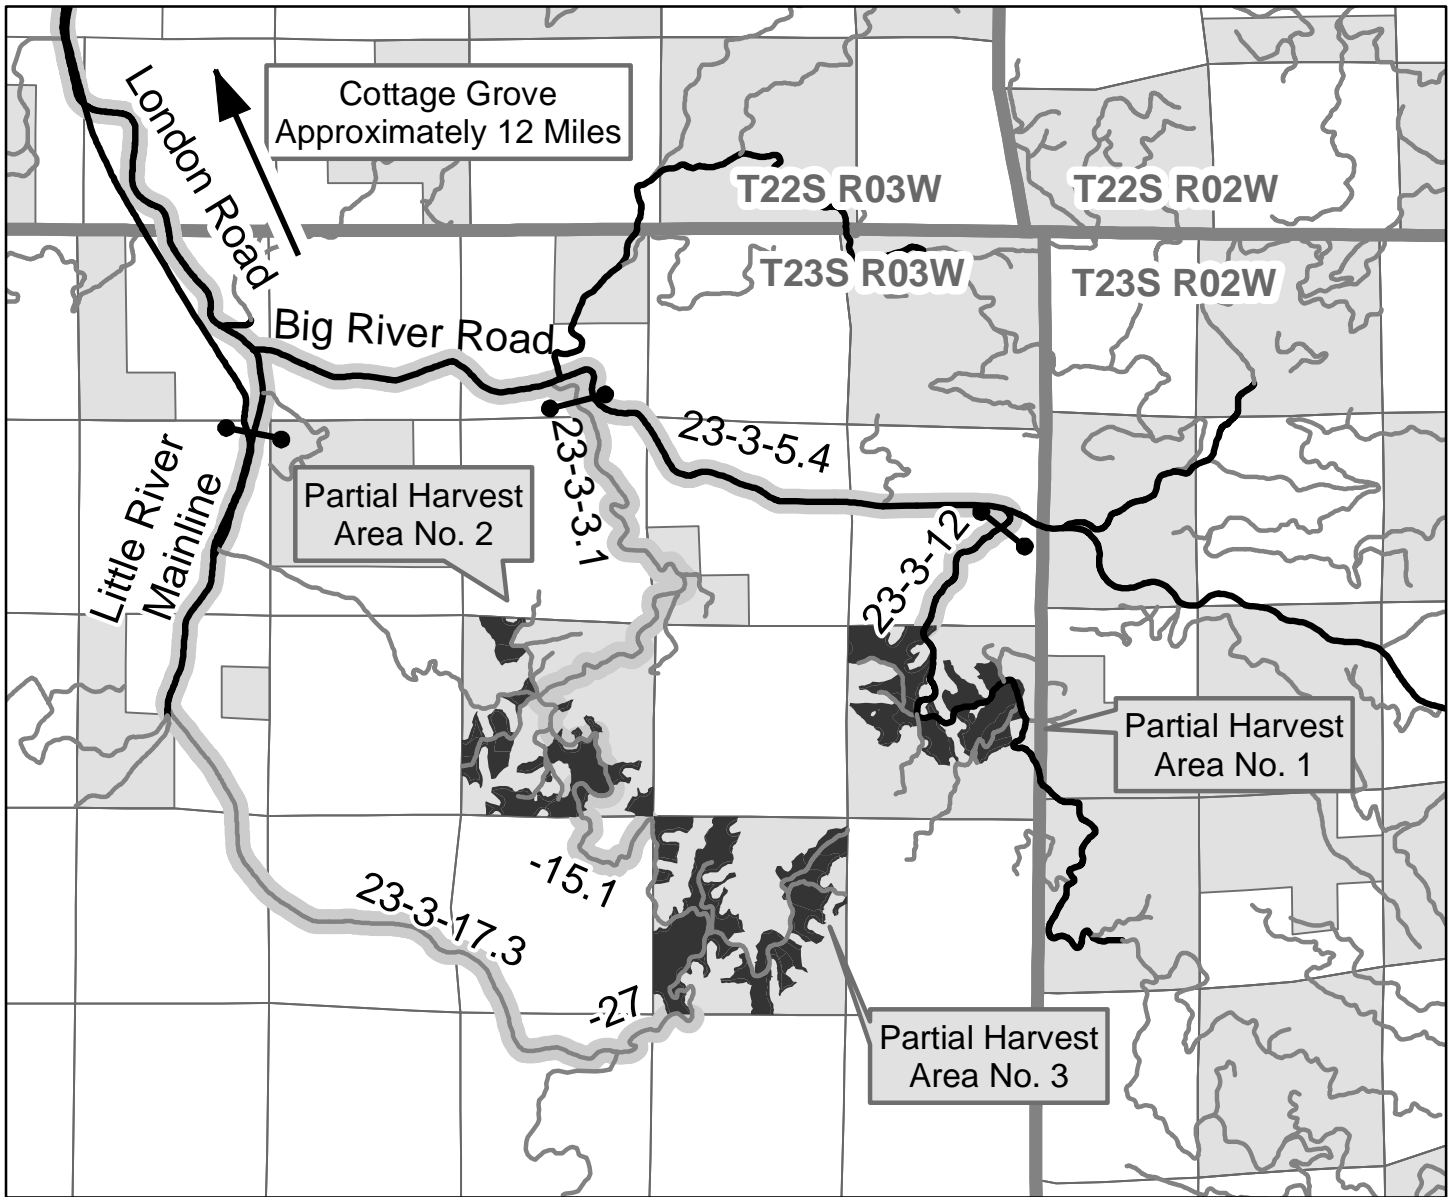 London Road
Cottage Grove
Approximately 12 Miles
T22S R03W
T22S R02W
T23S R03W
T23S R02W
Big River Road
23-3-5.4
23-3-3.1
Little River
Mainline
Partial Harvest
Area No. 2
23-3-12
Partial Harvest
Area No. 1
-15.1
23-3-17.3
-27
Partial Harvest
Area No. 3